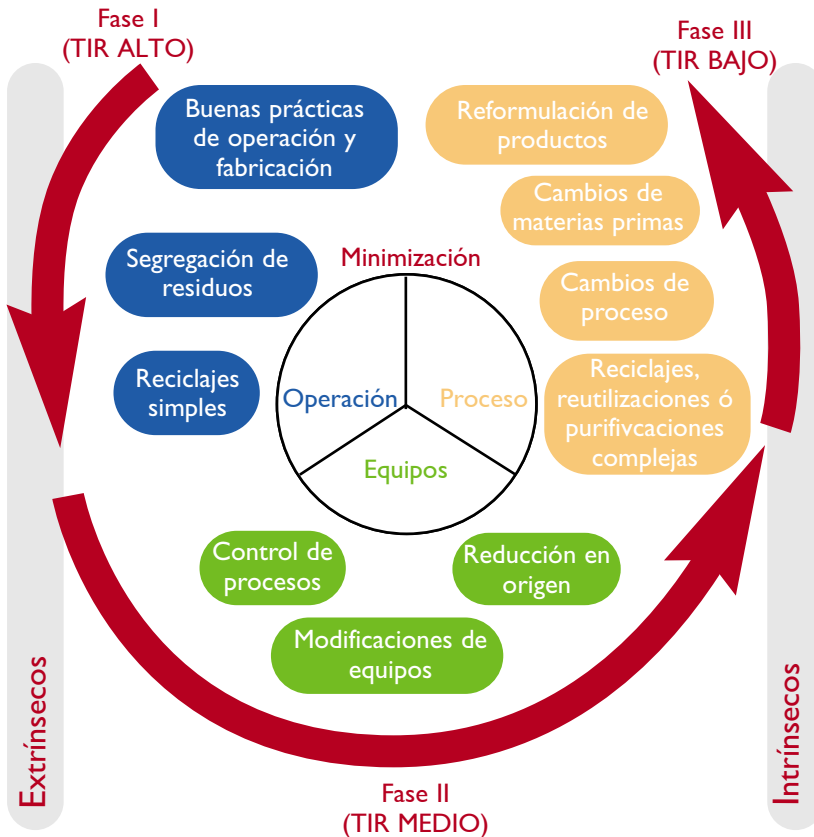 Fase I
(TIR ALTO)
Fase III
(TIR BAJO)
Buenas prácticas
de operación y
fabricación
Reformulación de
productos
Cambios de
materias primas
Segregación de
residuos
Minimización
Cambios de
proceso
Reciclajes
simples
Operación
Proceso
Equipos
Reciclajes,
reutilizaciones ó
purifivcaciones
complejas
Control de
procesos
Reducción en
origen
Modificaciones de
equipos
Extrínsecos
Intrínsecos
Fase II
(TIR MEDIO)